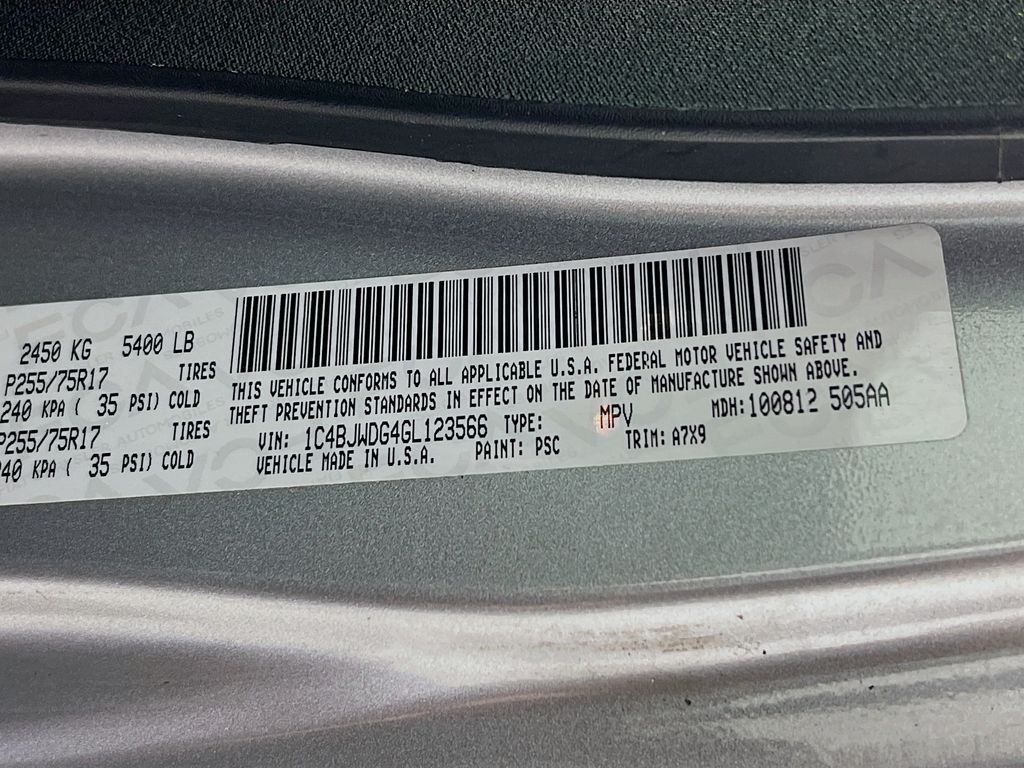 2450 KG 5400 LB
P255/75R17 TIRES
240 KPA ( 35 PSI) COLD
P255/75R17 TIRES
240 KPA ( 35 PSI) COLD
THIS VEHICLE CONFORMS TO ALL APPLICABLE U.S.A. FEDERAL MOTOR VEHICLE SAFETY AND
THEFT PREVENTION STANDARDS IN EFFECT ON THE DATE OF MANUFACTURE SHOWN ABOVE.
VIN: 1C4BJWDG4GL123566 TYPE: MPV MDH:100812 505AA
VEHICLE MADE IN U.S.A. PAINT: PSC TRIM: A7X9